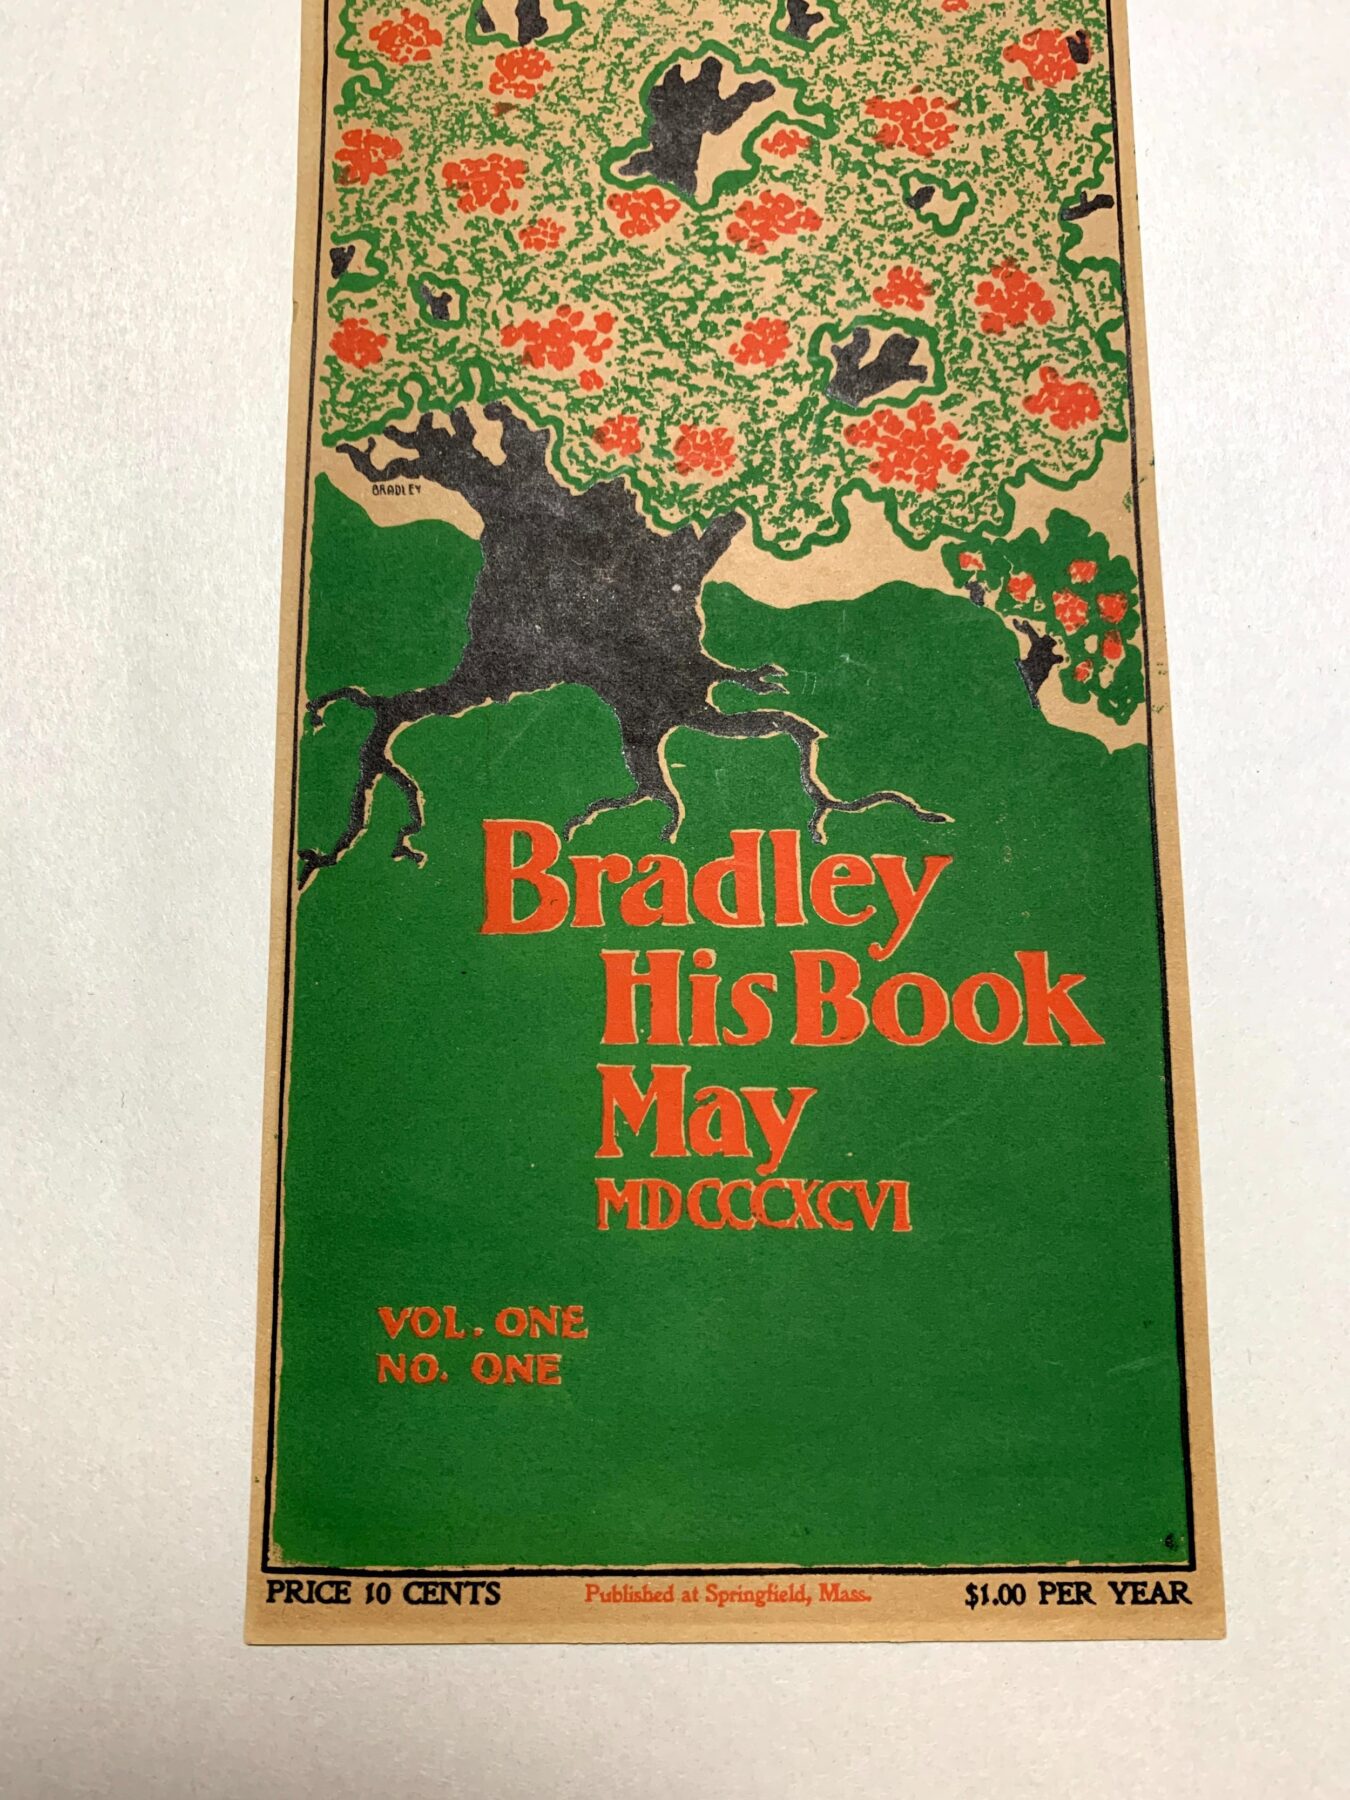 BRADLEY
Bradley
His Book
May
MDCCCXCVI
VOL. ONE
NO. ONE
PRICE 10 CENTS Published at Springfield, Mass. $1.00 PER YEAR